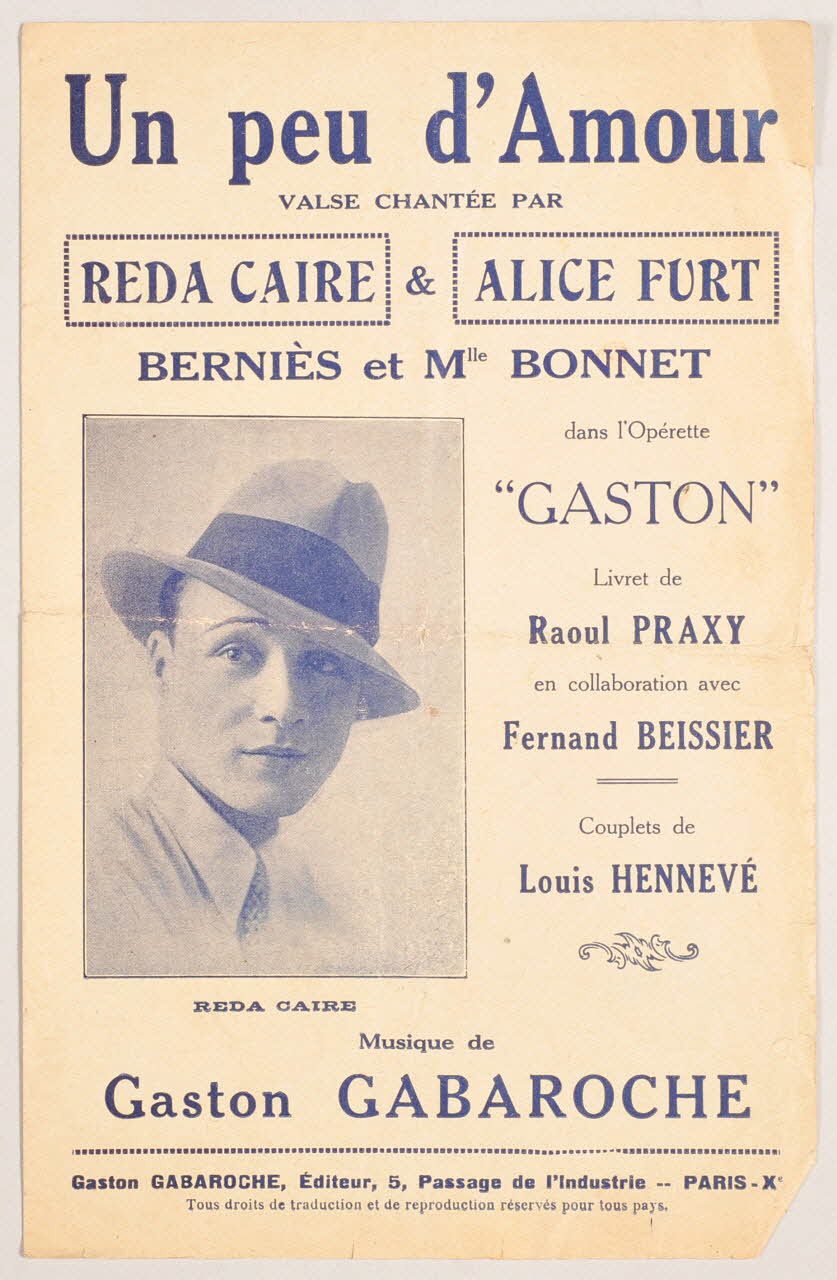 Un peu d'Amour
VALSE CHANTÉE PAR
REDA CAIRE & ALICE FURT
BERNIÈS et Mlle BONNET
dans l'Opérette
"GASTON"
Livret de
Raoul PRAXY
en collaboration avec
Fernand BEISSIER
Couplets de
Louis HENNEVÉ
REDA CAIRE
Musique de
Gaston GABAROCHE
Gaston GABAROCHE, Éditeur, 5, Passage de l'Industrie -- PARIS-Xe
Tous droits de traduction et de reproduction réservés pour tous pays.